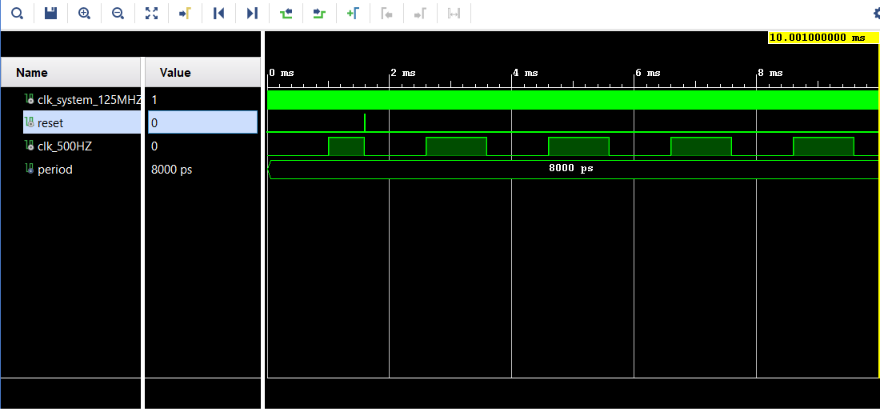 10.001000000 ms
Name Value
0 ms 2 ms 4 ms 6 ms 8 ms
clk_system_125MHZ 1
reset 0
clk_500HZ 0
period 8000 ps 8000 ps